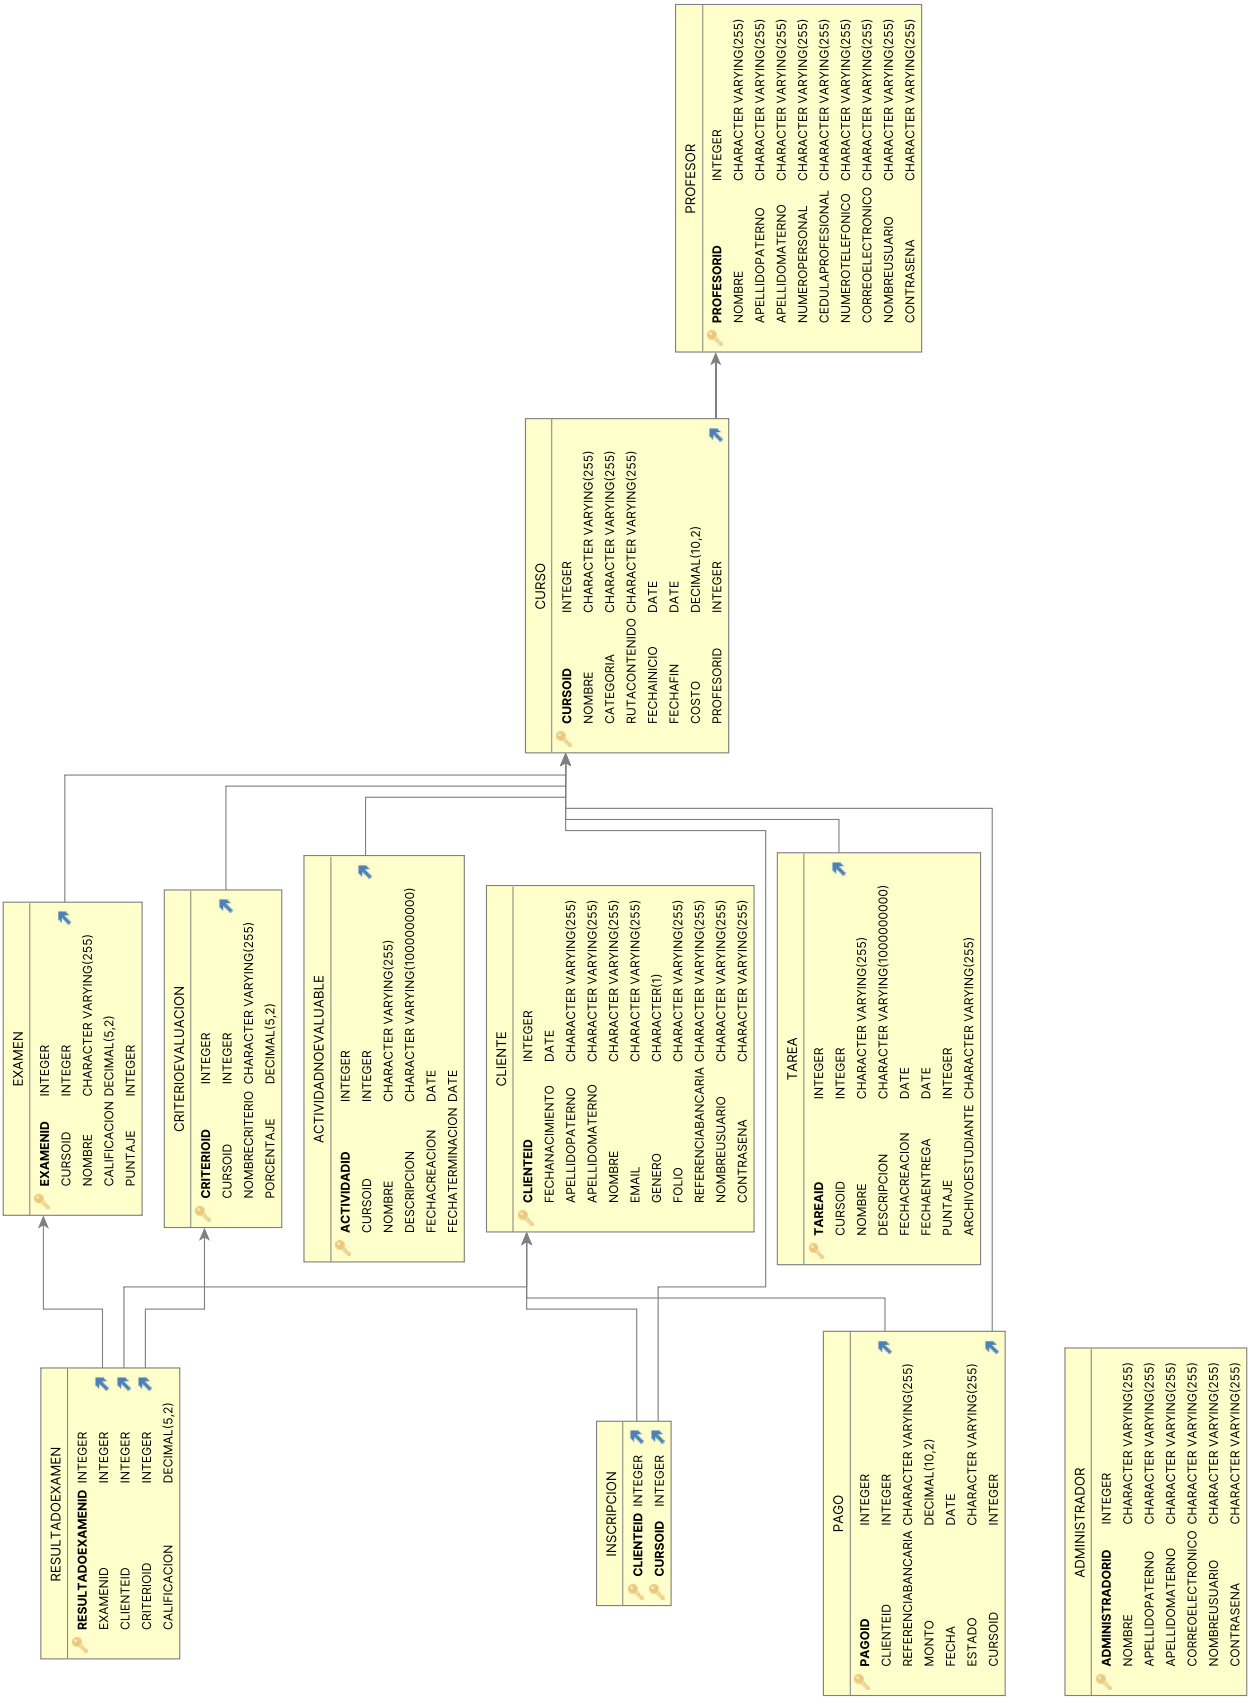 PROFESOR
PROFESORID INTEGER
NOMBRE CHARACTER VARYING(255)
APELLIDOPATERNO CHARACTER VARYING(255)
APELLIDOMATERNO CHARACTER VARYING(255)
NUMEROPERSONAL CHARACTER VARYING(255)
CEDULAPROFESIONAL CHARACTER VARYING(255)
NUMEROTELEFONICO CHARACTER VARYING(255)
CORREOELECTRONICO CHARACTER VARYING(255)
NOMBREUSUARIO CHARACTER VARYING(255)
CONTRASENA CHARACTER VARYING(255)
CURSO
CURSOID INTEGER
NOMBRE CHARACTER VARYING(255)
CATEGORIA CHARACTER VARYING(255)
RUTACONTENIDO CHARACTER VARYING(255)
FECHAINICIO DATE
FECHAFIN DATE
COSTO DECIMAL(10,2)
PROFESORID INTEGER
EXAMEN
EXAMENID INTEGER
CURSOID INTEGER
NOMBRE CHARACTER VARYING(255)
CALIFICACION DECIMAL(5,2)
PUNTAJE INTEGER
CRITERIOEVALUACION
CRITERIOID INTEGER
CURSOID INTEGER
NOMBRECRITERIO CHARACTER VARYING(255)
PORCENTAJE DECIMAL(5,2)
ACTIVIDADNOEVALUABLE
ACTIVIDADID INTEGER
CURSOID INTEGER
NOMBRE CHARACTER VARYING(255)
DESCRIPCION CHARACTER VARYING(1000000000)
FECHACREACION DATE
FECHATERMINACION DATE
CLIENTE
CLIENTEID INTEGER
FECHANACIMIENTO DATE
APELLIDOPATERNO CHARACTER VARYING(255)
APELLIDOMATERNO CHARACTER VARYING(255)
NOMBRE CHARACTER VARYING(255)
EMAIL CHARACTER VARYING(255)
GENERO CHARACTER(1)
FOLIO CHARACTER VARYING(255)
REFERENCIABANCARIA CHARACTER VARYING(255)
NOMBREUSUARIO CHARACTER VARYING(255)
CONTRASENA CHARACTER VARYING(255)
TAREA
TAREAID INTEGER
CURSOID INTEGER
NOMBRE CHARACTER VARYING(255)
DESCRIPCION CHARACTER VARYING(1000000000)
FECHACREACION DATE
FECHAENTREGA DATE
PUNTAJE INTEGER
ARCHIVOESTUDIANTE CHARACTER VARYING(255)
RESULTADOEXAMEN
RESULTADOEXAMENID INTEGER
EXAMENID INTEGER
CLIENTEID INTEGER
CRITERIOID INTEGER
CALIFICACION DECIMAL(5,2)
INSCRIPCION
CLIENTEID INTEGER
CURSOID INTEGER
PAGO
PAGOID INTEGER
CLIENTEID INTEGER
REFERENCIABANCARIA CHARACTER VARYING(255)
MONTO DECIMAL(10,2)
FECHA DATE
ESTADO CHARACTER VARYING(255)
CURSOID INTEGER
ADMINISTRADOR
ADMINISTRADORID INTEGER
NOMBRE CHARACTER VARYING(255)
APELLIDOPATERNO CHARACTER VARYING(255)
APELLIDOMATERNO CHARACTER VARYING(255)
CORREOELECTRONICO CHARACTER VARYING(255)
NOMBREUSUARIO CHARACTER VARYING(255)
CONTRASENA CHARACTER VARYING(255)